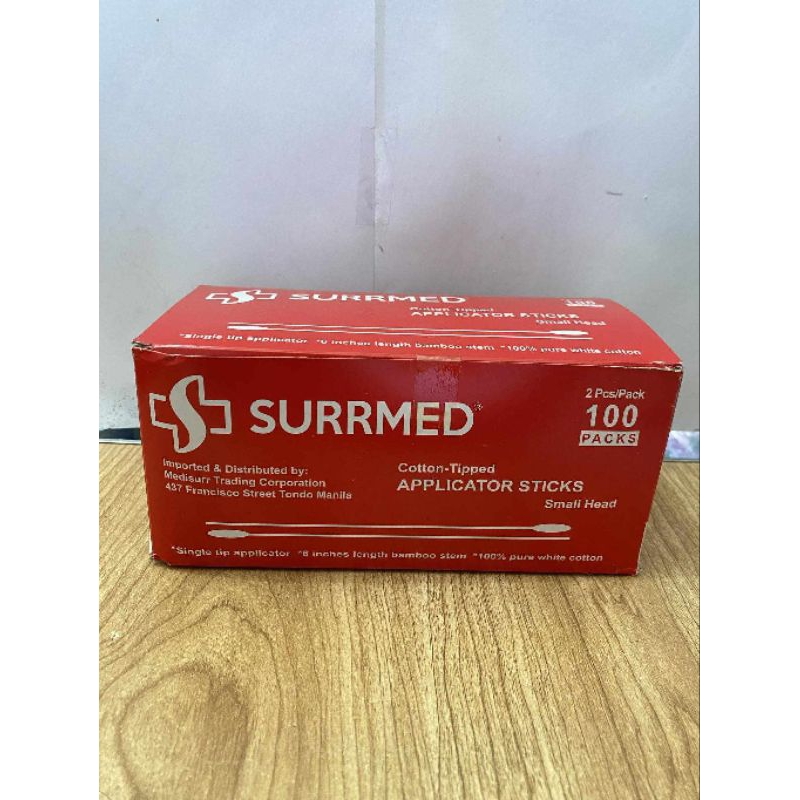 SURRMED
100
Cotton-Tipped
APPLICATOR STICKS
Small Head
*Single tip applicator *6 inches length bamboo stem *100% pure white cotton
SURRMED
2 Pcs/Pack
100
PACKS
Imported & Distributed by:
Medisurr Trading Corporation
437 Francisco Street Tondo Manila
Cotton-Tipped
APPLICATOR STICKS
Small Head
*Single tip applicator *6 inches length bamboo stem *100% pure white cotton